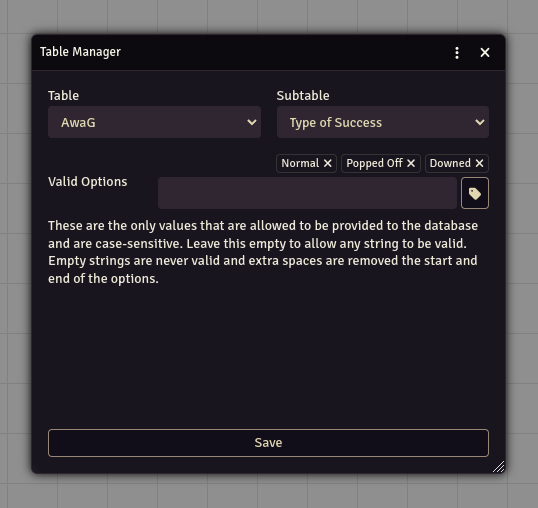 Table Manager
Table
Subtable
AwaG
Type of Success
Normal
Popped Off
Downed
Valid Options
These are the only values that are allowed to be provided to the database
and are case-sensitive. Leave this empty to allow any string to be valid.
Empty strings are never valid and extra spaces are removed the start and
end of the options.
Save